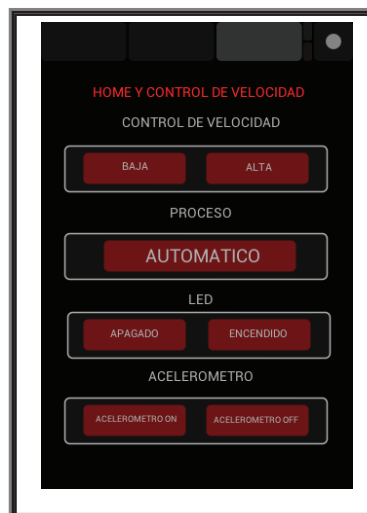 HOME Y CONTROL DE VELOCIDAD
CONTROL DE VELOCIDAD
BAJA ALTA
PROCESO
AUTOMATICO
LED
APAGADO ENCENDIDO
ACELEROMETRO
ACELEROMETRO ON ACELEROMETRO OFF